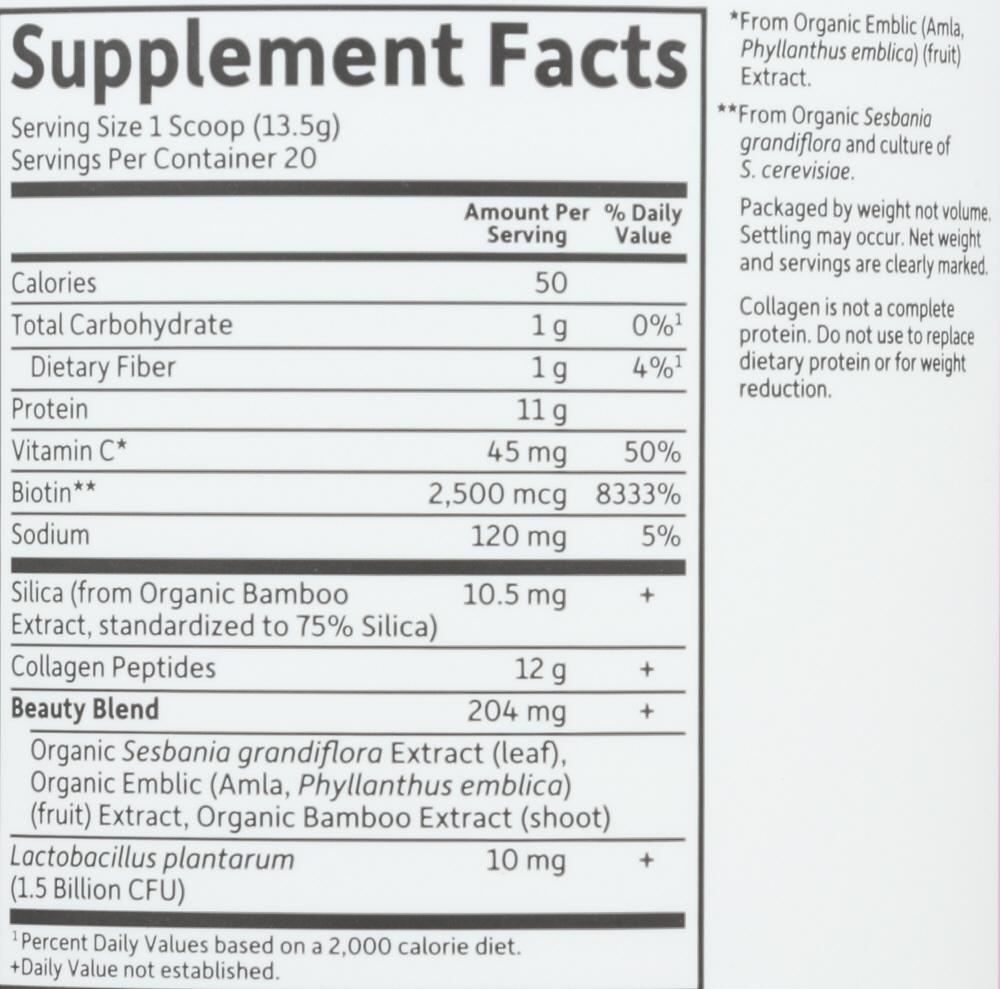 Supplement Facts
Serving Size 1 Scoop (13.5g)
Servings Per Container 20
Amount Per % Daily
Serving Value
Calories 50
Total Carbohydrate 1 g 0%¹
Dietary Fiber 1 g 4%¹
Protein 11 g
Vitamin C* 45 mg 50%
Biotin** 2,500 mcg 8333%
Sodium 120 mg 5%
Silica (from Organic Bamboo 10.5 mg +
Extract, standardized to 75% Silica)
Collagen Peptides 12 g +
Beauty Blend 204 mg +
Organic Sesbania grandiflora Extract (leaf),
Organic Emblic (Amla, Phyllanthus emblica)
(fruit) Extract, Organic Bamboo Extract (shoot)
Lactobacillus plantarum 10 mg +
(1.5 Billion CFU)
¹Percent Daily Values based on a 2,000 calorie diet.
+Daily Value not established.
*From Organic Emblic (Amla,
Phyllanthus emblica) (fruit)
Extract.
**From Organic Sesbania
grandiflora and culture of
S. cerevisiae.
Packaged by weight not volume.
Settling may occur. Net weight
and servings are clearly marked.
Collagen is not a complete
protein. Do not use to replace
dietary protein or for weight
reduction.